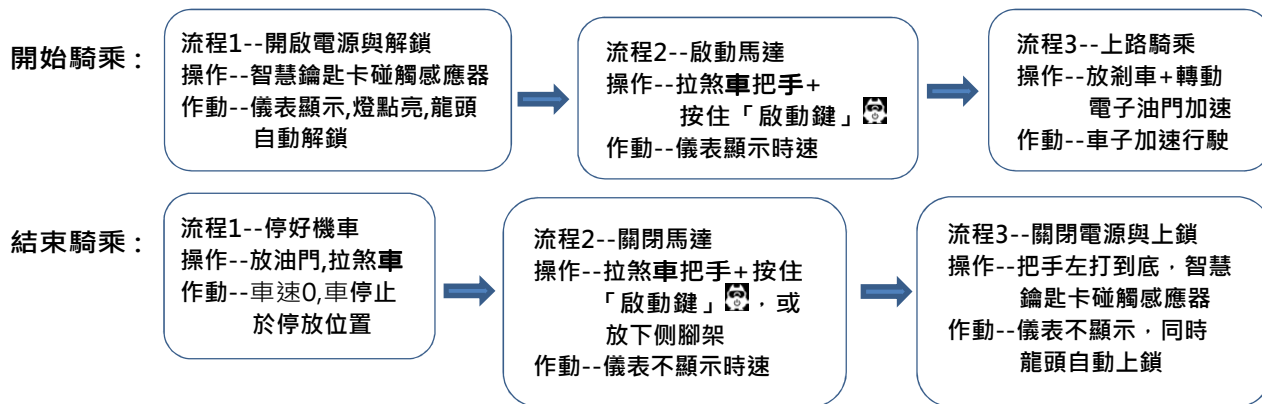 開始騎乘：
流程1--開啟電源與解鎖
操作--智慧鑰匙卡碰觸感應器
作動--儀表顯示,燈點亮,龍頭
自動解鎖
流程2--啟動馬達
操作--拉煞車把手+
按住「啟動鍵」
作動--儀表顯示時速
流程3--上路騎乘
操作--放剎車+轉動
電子油門加速
作動--車子加速行駛
結束騎乘：
流程1--停好機車
操作--放油門,拉煞車
作動--車速0,車停止
於停放位置
流程2--關閉馬達
操作--拉煞車把手+按住
「啟動鍵」，或
放下側腳架
作動--儀表不顯示時速
流程3--關閉電源與上鎖
操作--把手左打到底，智慧
鑰匙卡碰觸感應器
作動--儀表不顯示，同時
龍頭自動上鎖